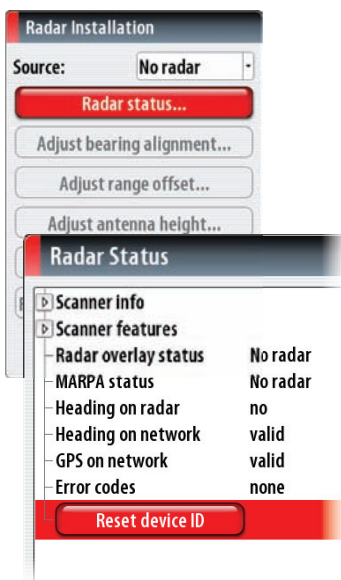 Radar Installation
Source: No radar
Radar status...
Adjust bearing alignment...
Adjust range offset...
Adjust antenna height...
Radar Status
Scanner info
Scanner features
Radar overlay status No radar
MARPA status No radar
Heading on radar no
Heading on network valid
GPS on network valid
Error codes none
Reset device ID